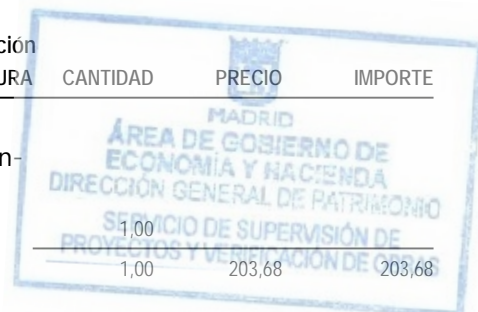 ción
URA CANTIDAD PRECIO IMPORTE
MADRID
ÁREA DE GOBIERNO DE
ECONOMÍA Y HACIENDA
DIRECCIÓN GENERAL DE PATRIMONIO
SERVICIO DE SUPERVISIÓN DE
PROYECTOS Y VERIFICACIÓN DE OBRAS
n-
1,00
1,00 203,68 203,68